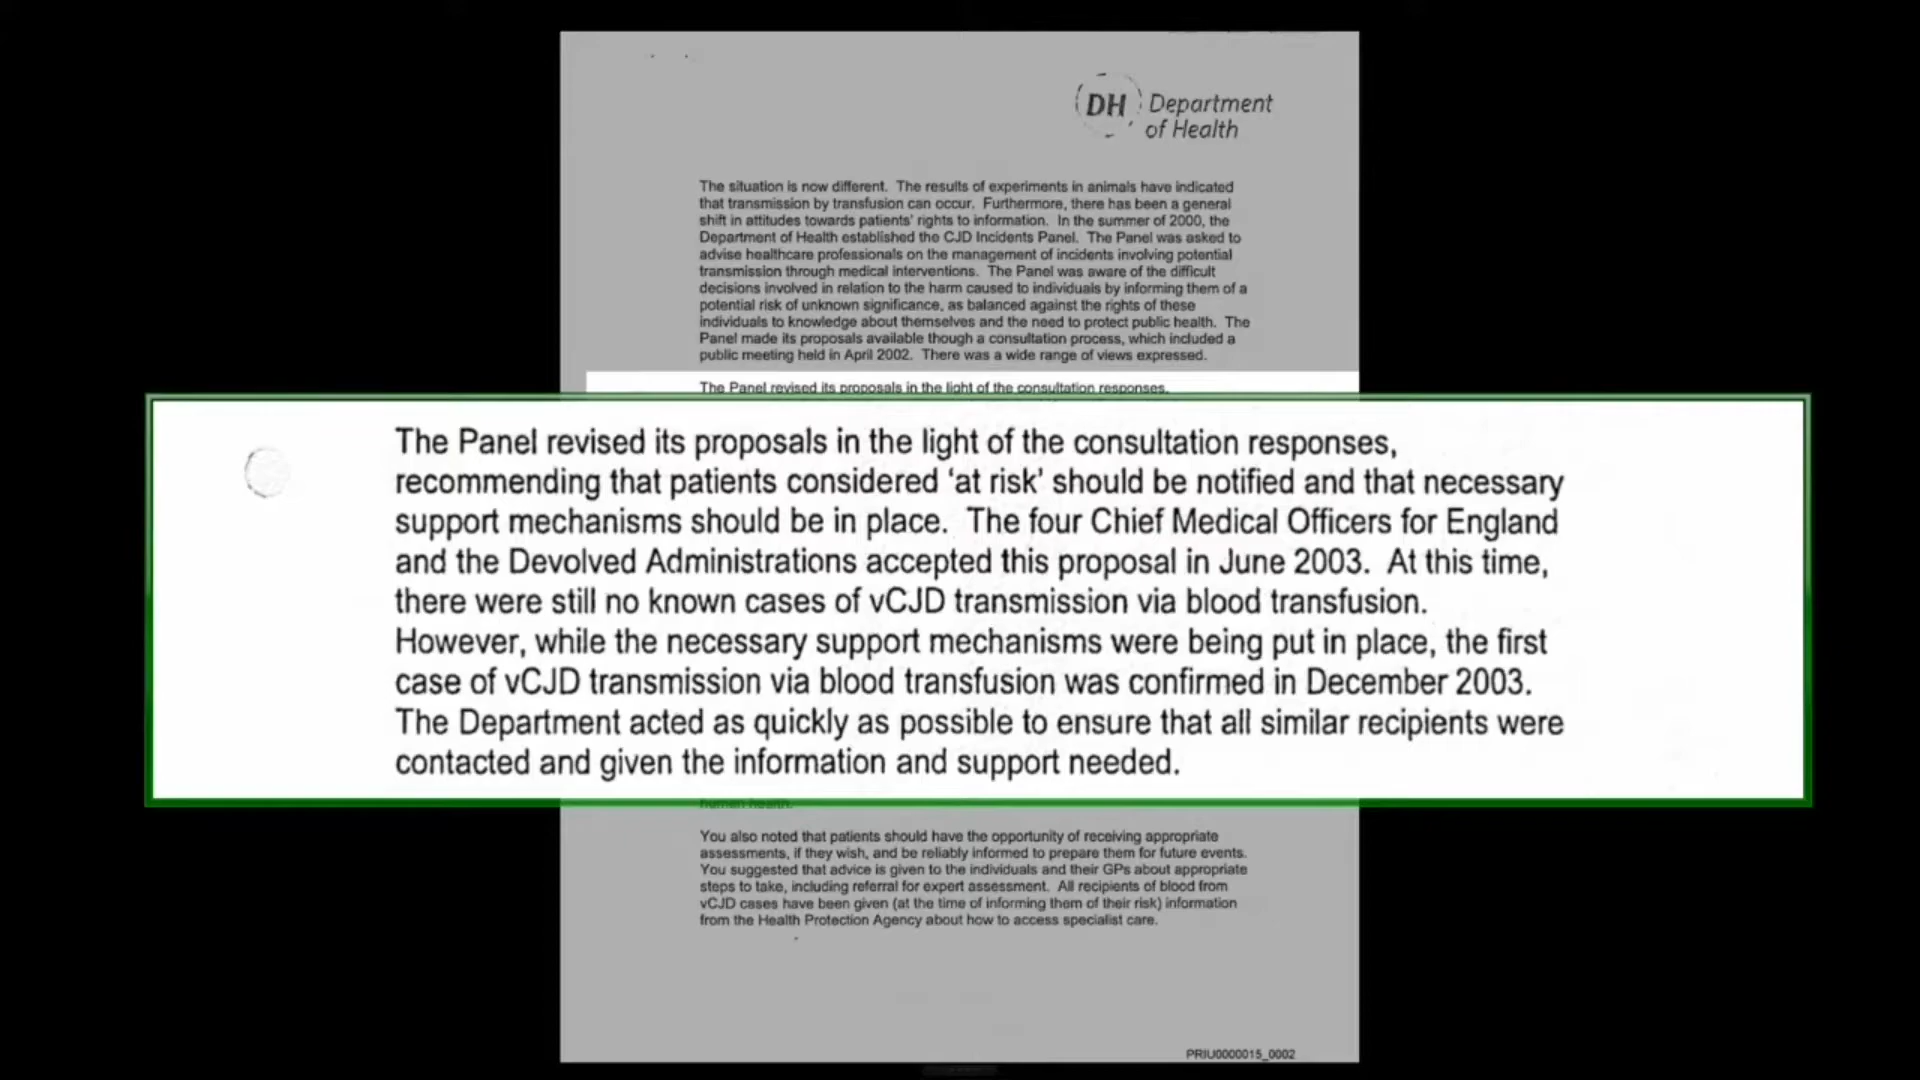 DH Department
of Health
The situation is now different. The results of experiments in animals have indicated
that transmission by transfusion can occur. Furthermore, there has been a general
shift in attitudes towards patients' rights to information. In the summer of 2000, the
Department of Health established the CJD Incidents Panel. The Panel was asked to
advise healthcare professionals on the management of incidents involving potential
transmission through medical interventions. The Panel was aware of the difficult
decisions involved in relation to the harm caused to individuals by informing them of a
potential risk of unknown significance, as balanced against the rights of these
individuals to knowledge about themselves and the need to protect public health. The
Panel made its proposals available though a consultation process, which included a
public meeting held in April 2002. There was a wide range of views expressed.
The Panel revised its proposals in the light of the consultation responses,
The Panel revised its proposals in the light of the consultation responses,
recommending that patients considered ‘at risk’ should be notified and that necessary
support mechanisms should be in place. The four Chief Medical Officers for England
and the Devolved Administrations accepted this proposal in June 2003. At this time,
there were still no known cases of vCJD transmission via blood transfusion.
However, while the necessary support mechanisms were being put in place, the first
case of vCJD transmission via blood transfusion was confirmed in December 2003.
The Department acted as quickly as possible to ensure that all similar recipients were
contacted and given the information and support needed.
human health.
You also noted that patients should have the opportunity of receiving appropriate
assessments, if they wish, and be reliably informed to prepare them for future events.
You suggested that advice is given to the individuals and their GPs about appropriate
steps to take, including referral for expert assessment. All recipients of blood from
vCJD cases have been given (at the time of informing them of their risk) information
from the Health Protection Agency about how to access specialist care.
PRIU0000015_0002